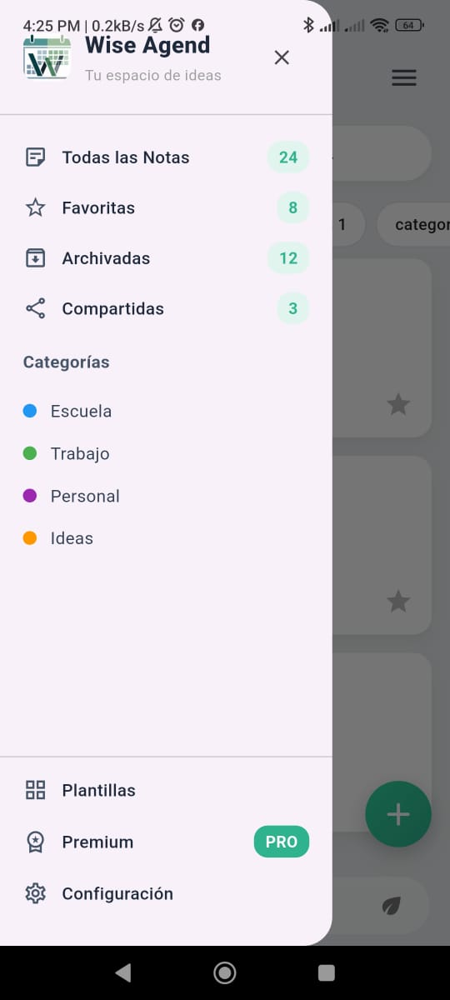 4:25 PM | 0.2kB/s
64
Wise Agend
Tu espacio de ideas
Todas las Notas 24
Favoritas 8
1
categor
Archivadas 12
Compartidas 3
Categorías
Escuela
Trabajo
Personal
Ideas
Plantillas
Premium PRO
Configuración